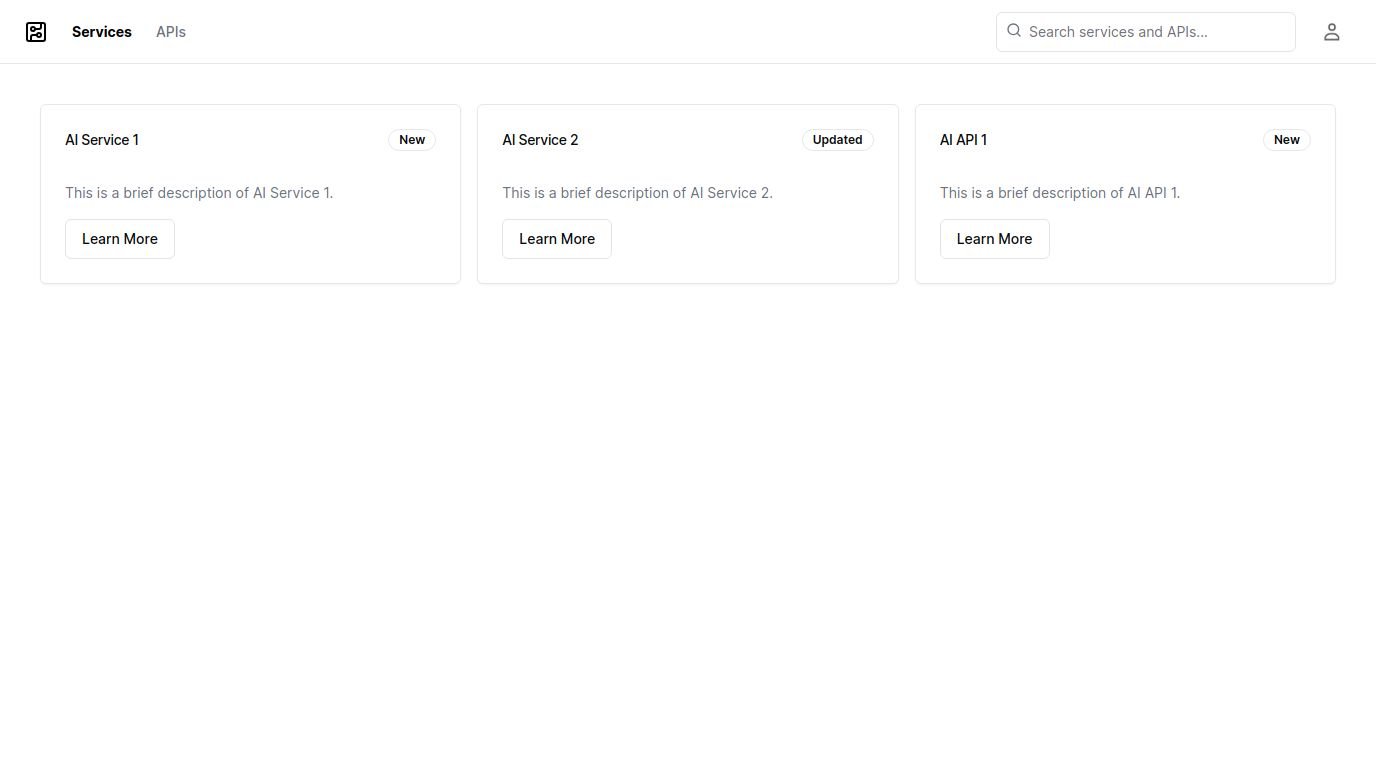 Services
APIs
Search services and APIs...
AI Service 1
New
This is a brief description of AI Service 1.
Learn More
AI Service 2
Updated
This is a brief description of AI Service 2.
Learn More
AI API 1
New
This is a brief description of AI API 1.
Learn More